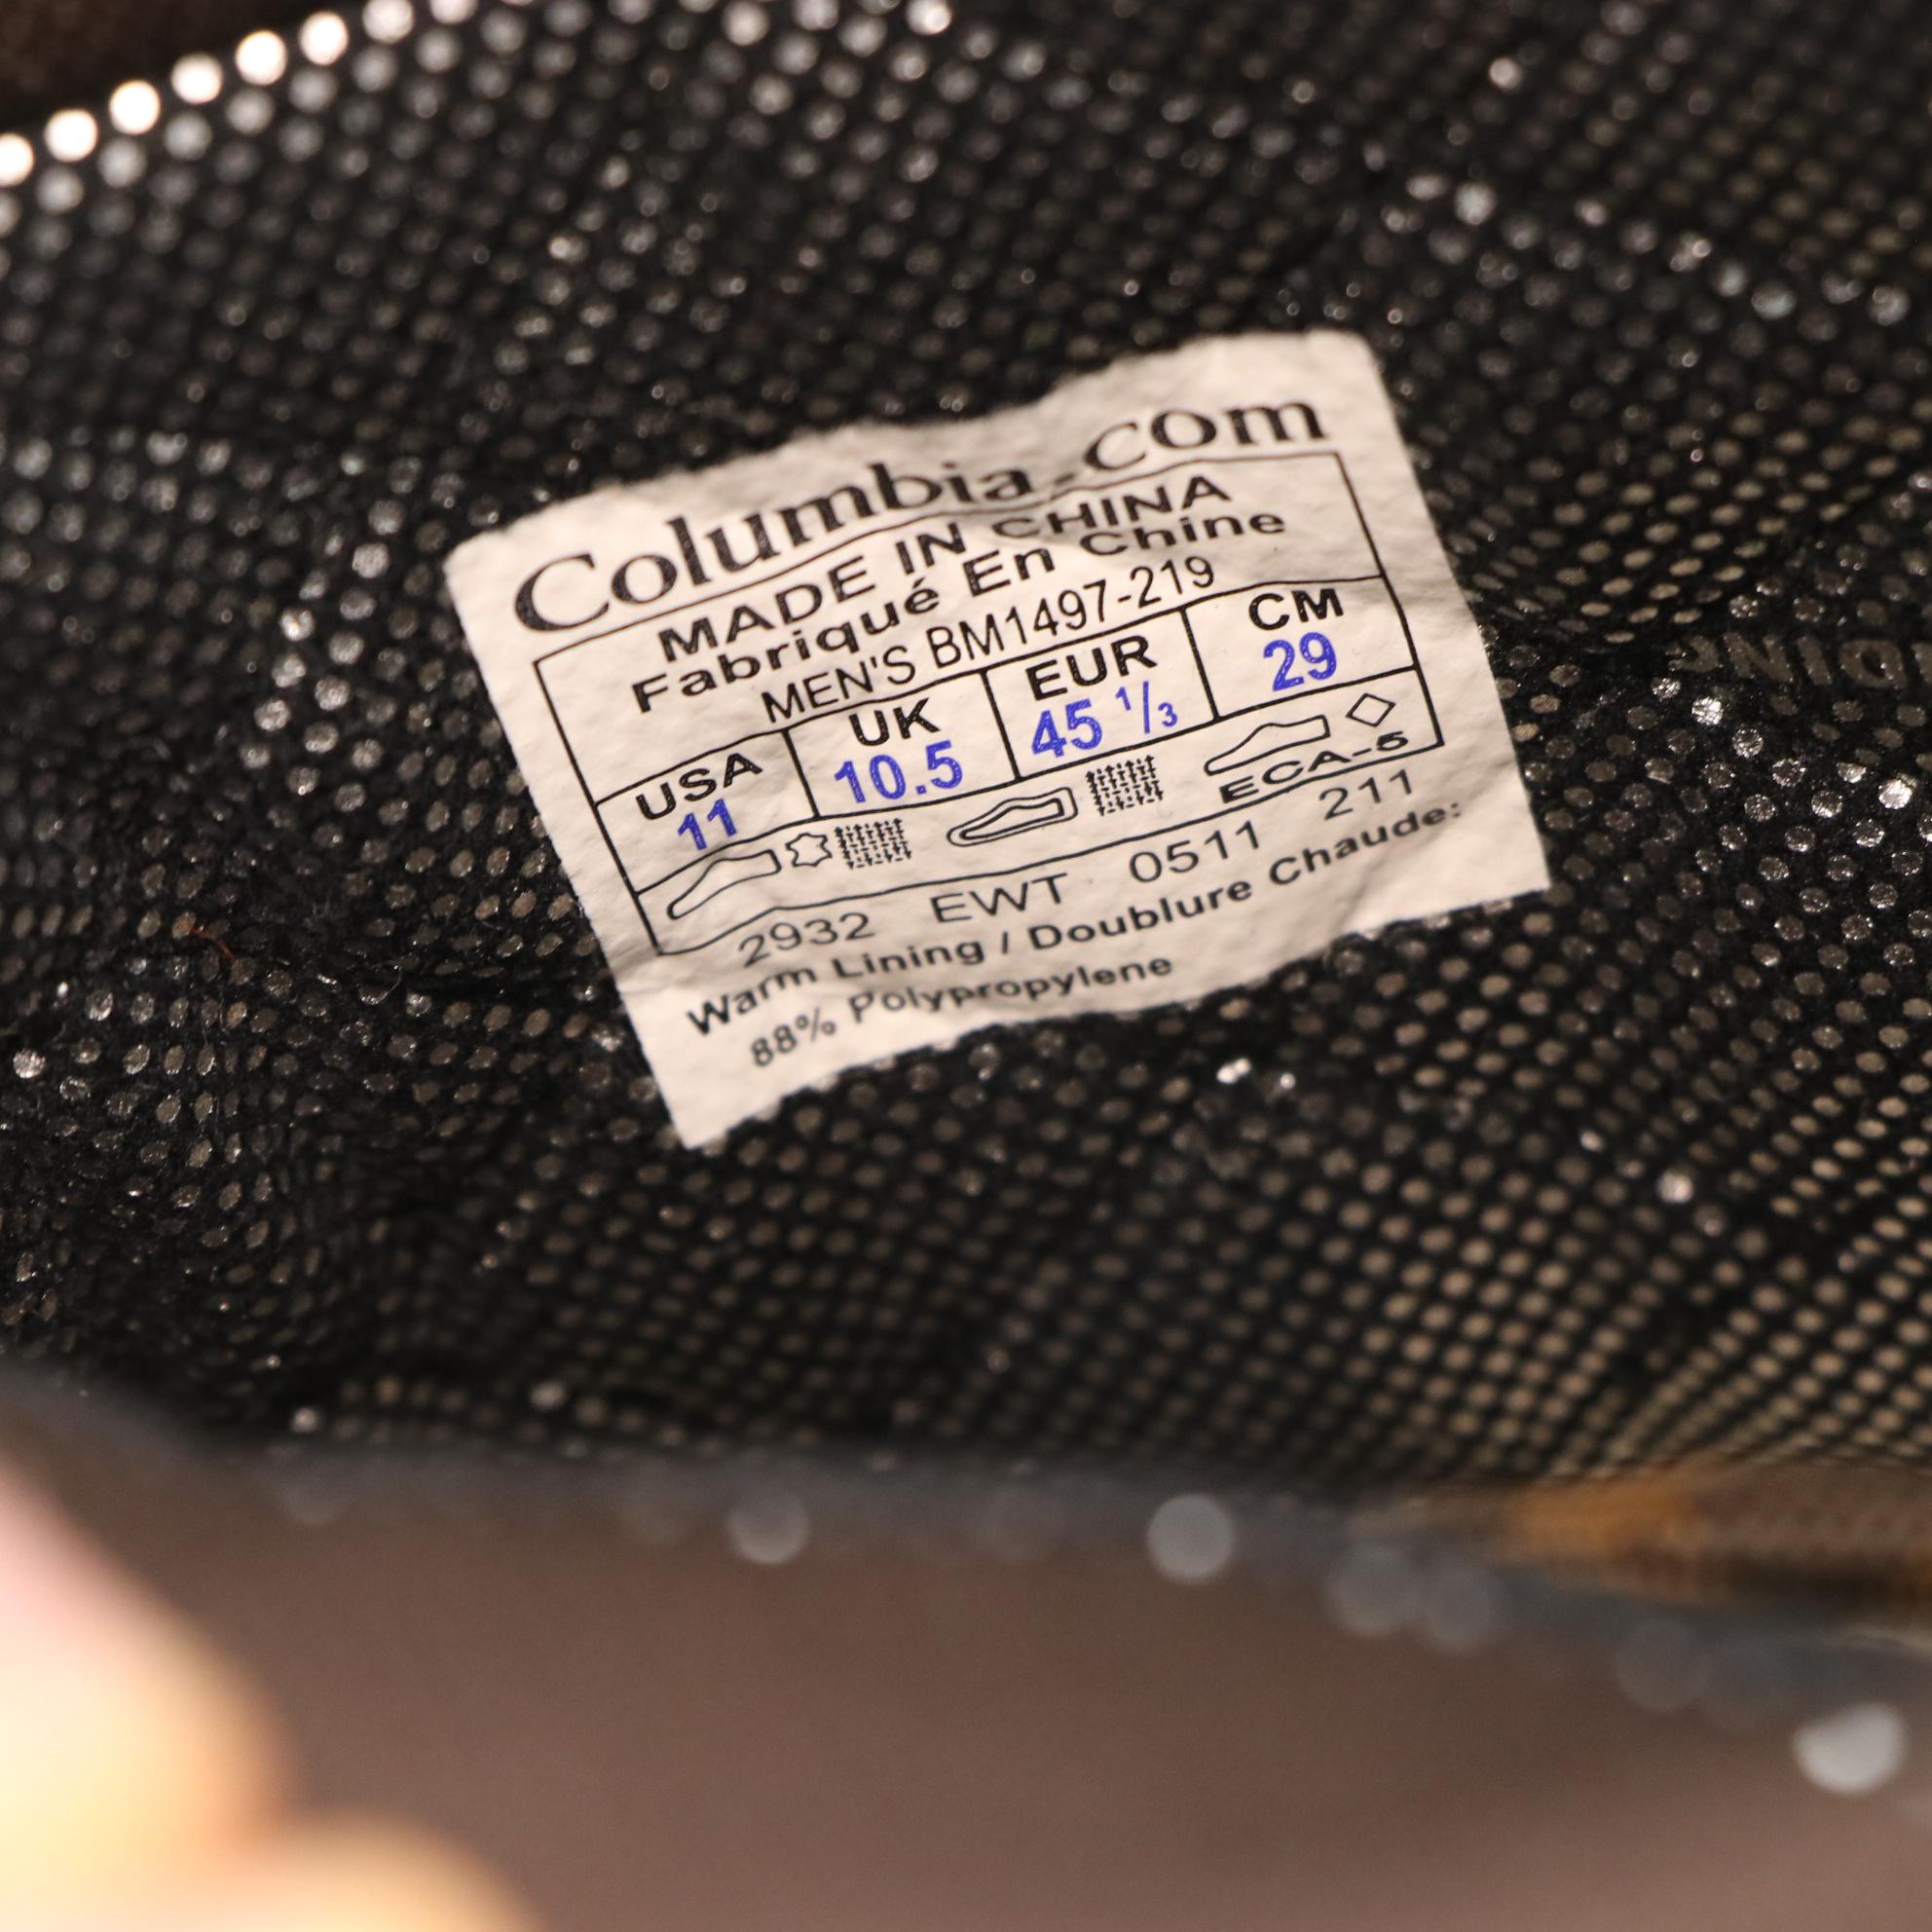 Columbia.com
MADE IN CHINA
Fabriqué En Chine
MEN'S BM1497-219
USA UK EUR CM
11 10.5 45 1/3 29
ECA-5
2932 EWT 0511 211
Warm Lining / Doublure Chaude:
88% Polypropylene